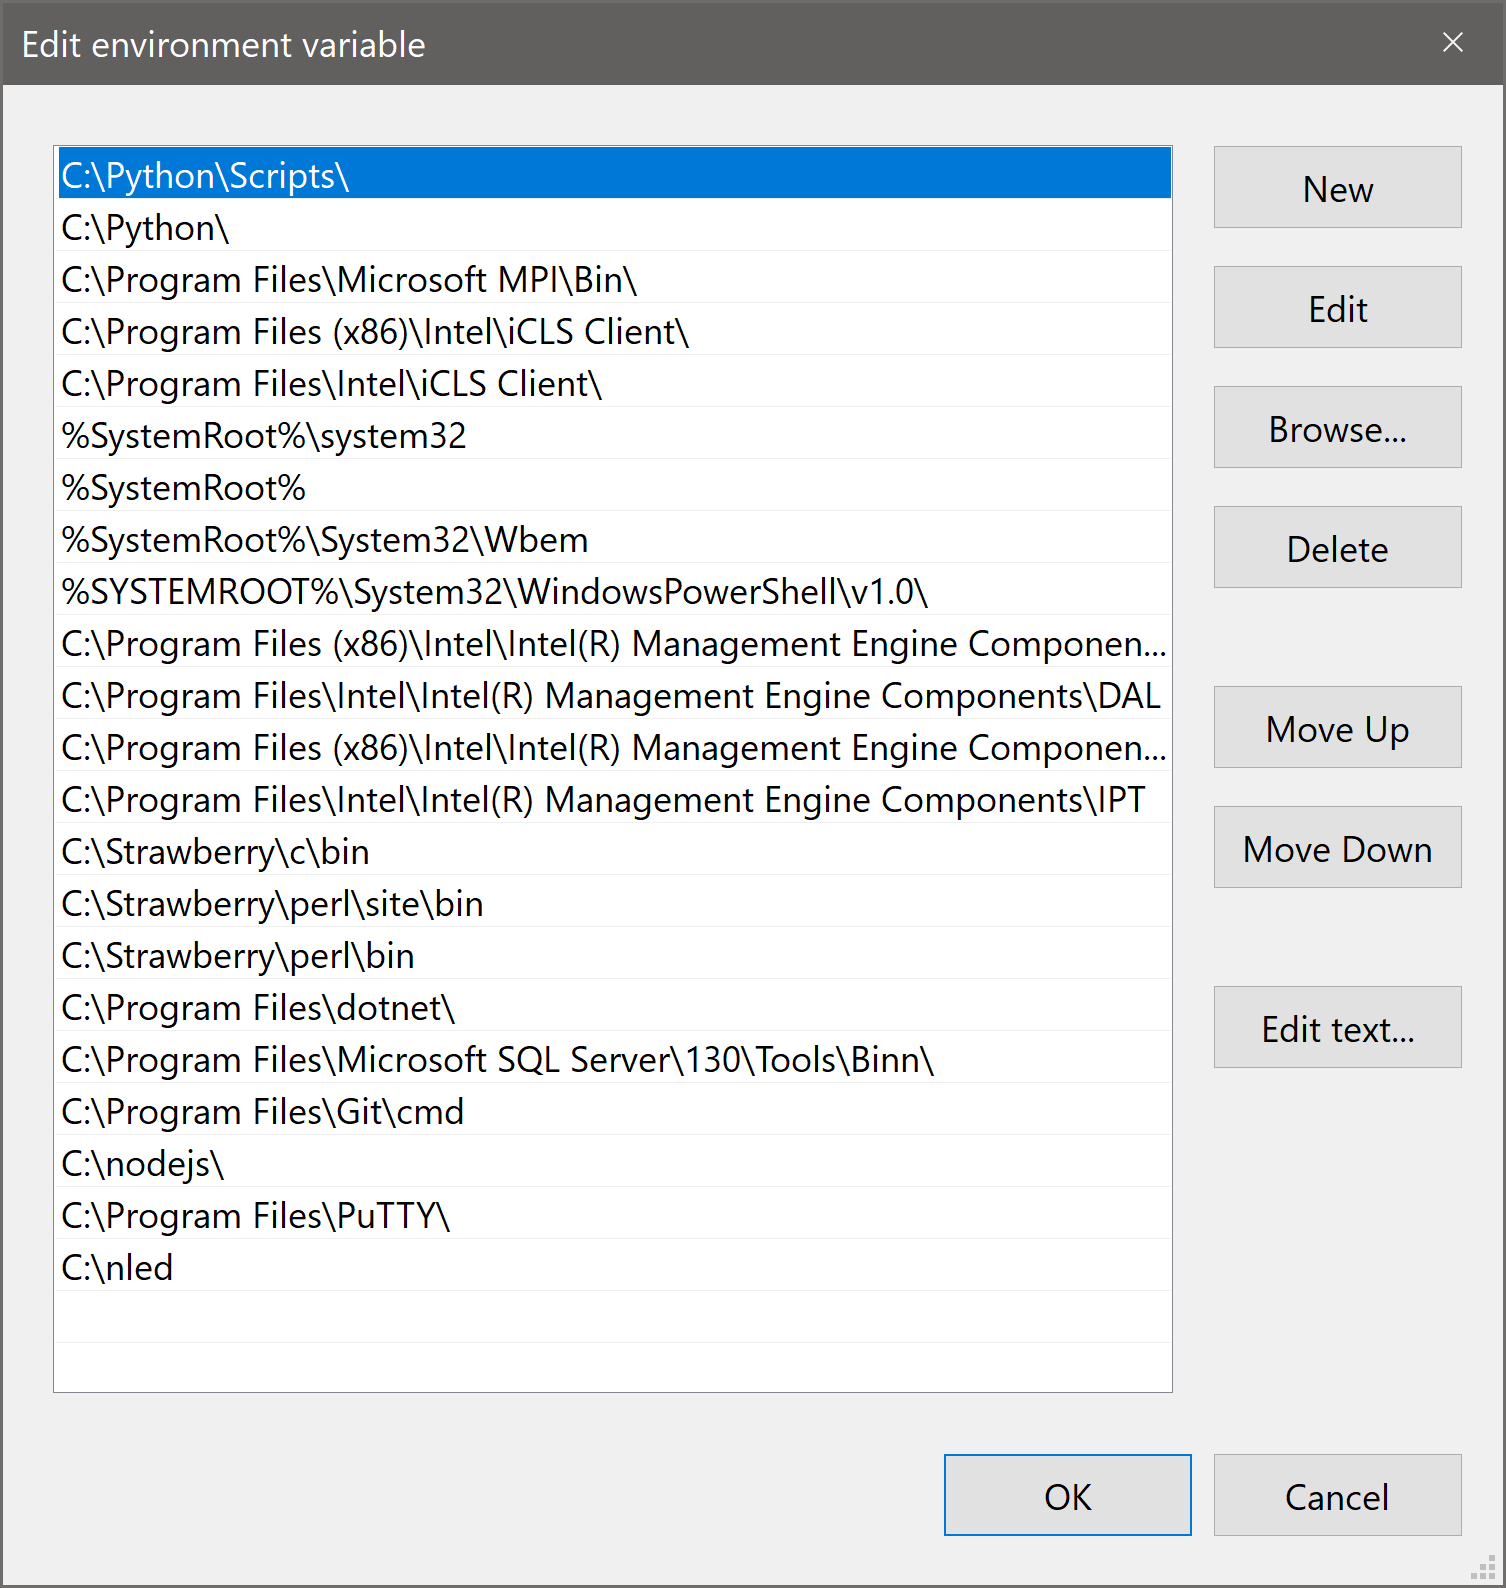 Edit environment variable
C:\Python\Scripts\
New
C:\Python\
C:\Program Files\Microsoft MPI\Bin\
Edit
C:\Program Files (x86)\Intel\iCLS Client\
C:\Program Files\Intel\iCLS Client\
Browse...
%SystemRoot%\system32
%SystemRoot%
Delete
%SystemRoot%\System32\Wbem
%SYSTEMROOT%\System32\WindowsPowerShell\v1.0\
C:\Program Files (x86)\Intel\Intel(R) Management Engine Componen...
C:\Program Files\Intel\Intel(R) Management Engine Components\DAL
Move Up
C:\Program Files (x86)\Intel\Intel(R) Management Engine Componen...
C:\Program Files\Intel\Intel(R) Management Engine Components\IPT
Move Down
C:\Strawberry\c\bin
C:\Strawberry\perl\site\bin
C:\Strawberry\perl\bin
C:\Program Files\dotnet\
Edit text...
C:\Program Files\Microsoft SQL Server\130\Tools\Binn\
C:\Program Files\Git\cmd
C:\nodejs\
C:\Program Files\PuTTY\
C:\nled
OK
Cancel